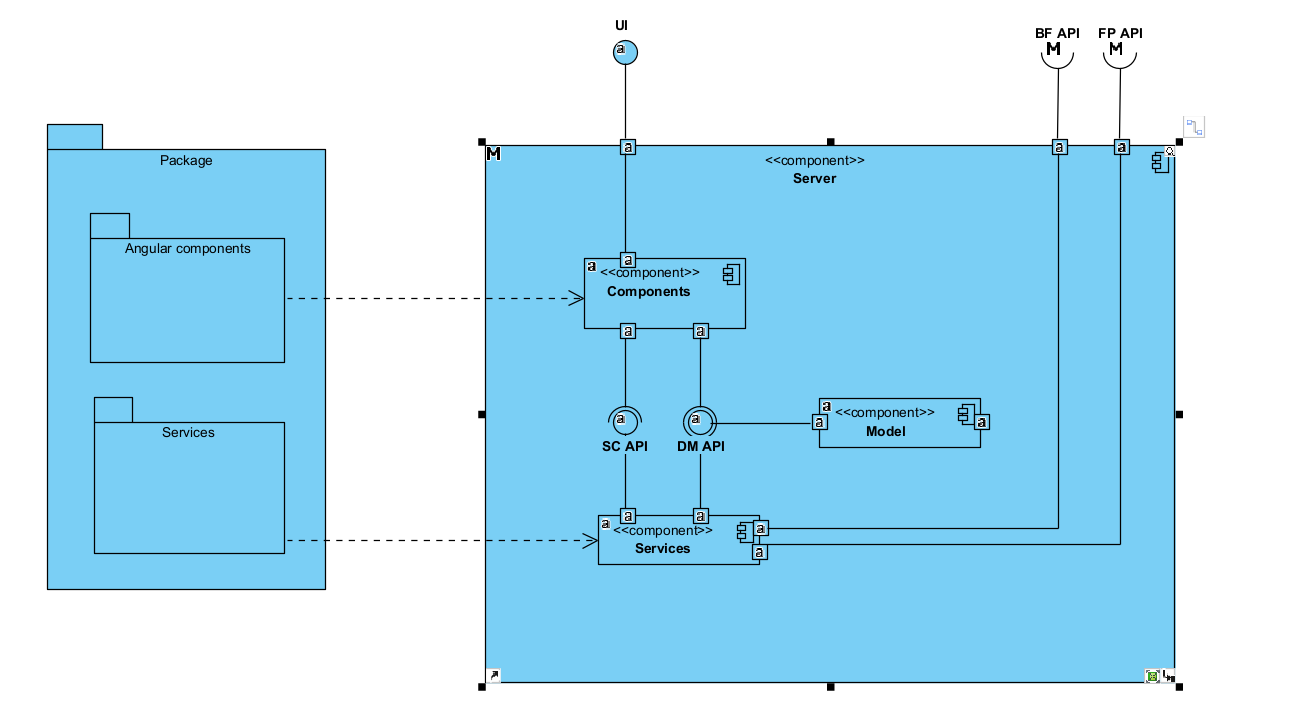 UI
BF API
FP API
M
M
a
a
a
a
M
Package
<<component>>
Server
Angular components
a
a
<<component>>
Components
a
a
a
a
a
<<component>>
a
a
Model
SC API
DM API
Services
a
a
a
<<component>>
a
Services
a